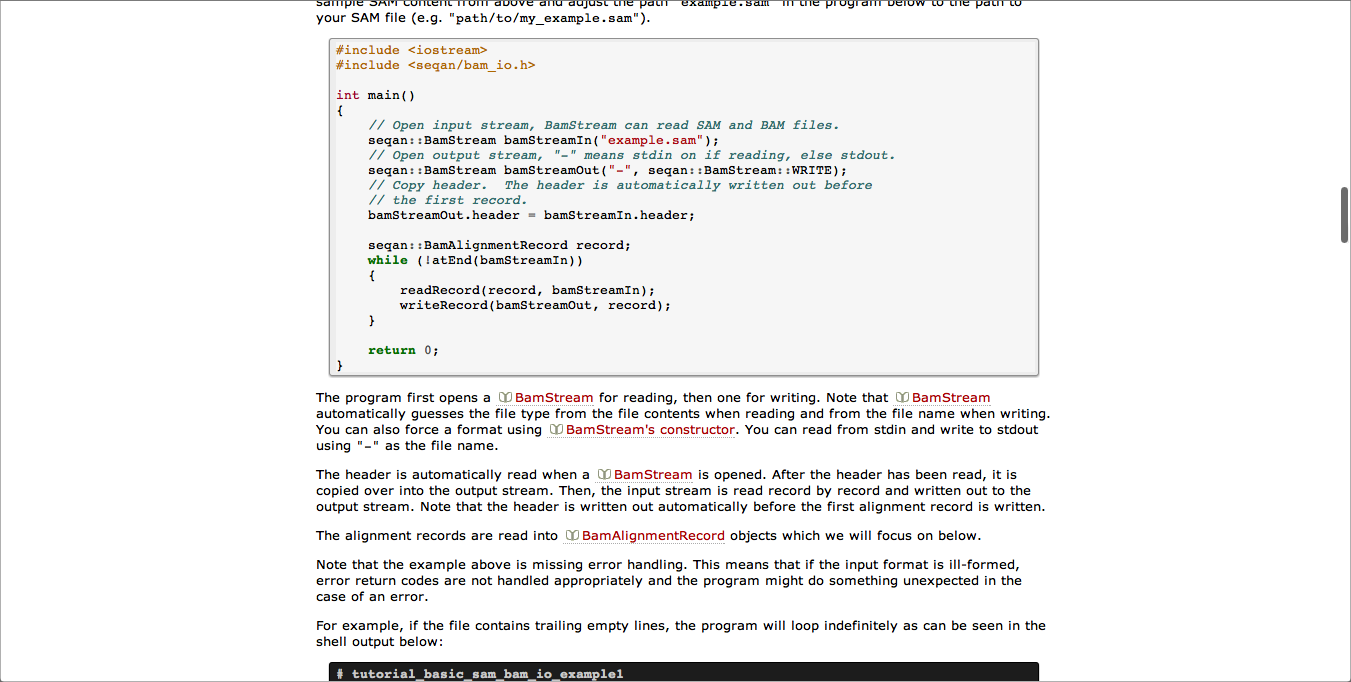 sample SAM content from above and adjust the path "example.sam" in the program below to the path to
your SAM file (e.g. "path/to/my_example.sam").
#include <iostream>
#include <seqan/bam_io.h>
int main()
{
// Open input stream, BamStream can read SAM and BAM files.
seqan::BamStream bamStreamIn("example.sam");
// Open output stream, "-" means stdin on if reading, else stdout.
seqan::BamStream bamStreamOut("-", seqan::BamStream::WRITE);
// Copy header.  The header is automatically written out before
// the first record.
bamStreamOut.header = bamStreamIn.header;
seqan::BamAlignmentRecord record;
while (!atEnd(bamStreamIn))
{
readRecord(record, bamStreamIn);
writeRecord(bamStreamOut, record);
}
return 0;
}
The program first opens a BamStream for reading, then one for writing. Note that BamStream
automatically guesses the file type from the file contents when reading and from the file name when writing.
You can also force a format using BamStream's constructor. You can read from stdin and write to stdout
using "-" as the file name.
The header is automatically read when a BamStream is opened. After the header has been read, it is
copied over into the output stream. Then, the input stream is read record by record and written out to the
output stream. Note that the header is written out automatically before the first alignment record is written.
The alignment records are read into BamAlignmentRecord objects which we will focus on below.
Note that the example above is missing error handling. This means that if the input format is ill-formed,
error return codes are not handled appropriately and the program might do something unexpected in the
case of an error.
For example, if the file contains trailing empty lines, the program will loop indefinitely as can be seen in the
shell output below:
# tutorial_basic_sam_bam_io_example1